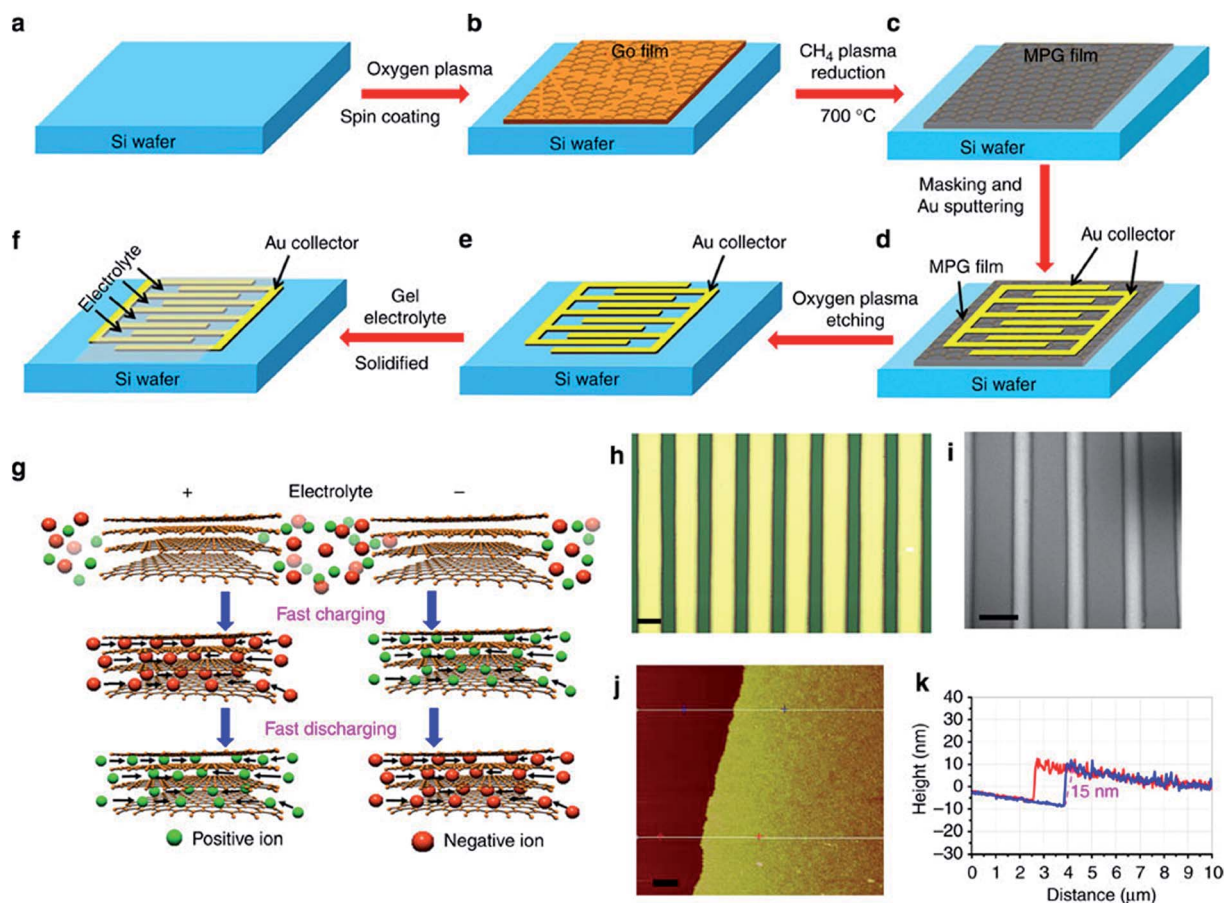 a
Si wafer
Oxygen plasma
Spin coating
b
Go film
Si wafer
CH₄ plasma
reduction
700 °C
c
MPG film
Si wafer
Masking and
Au sputtering
d
Au collector
MPG film
Si wafer
Oxygen plasma
etching
e
Au collector
Si wafer
Gel
electrolyte
Solidified
f
Au collector
Electrolyte
Si wafer
g
+ Electrolyte −
Fast charging
Fast discharging
Positive ion
Negative ion
h
i
j
k
Height (nm)
40
30
20
10
0
−10
−20
−30
15 nm
0 1 2 3 4 5 6 7 8 9 10
Distance (μm)